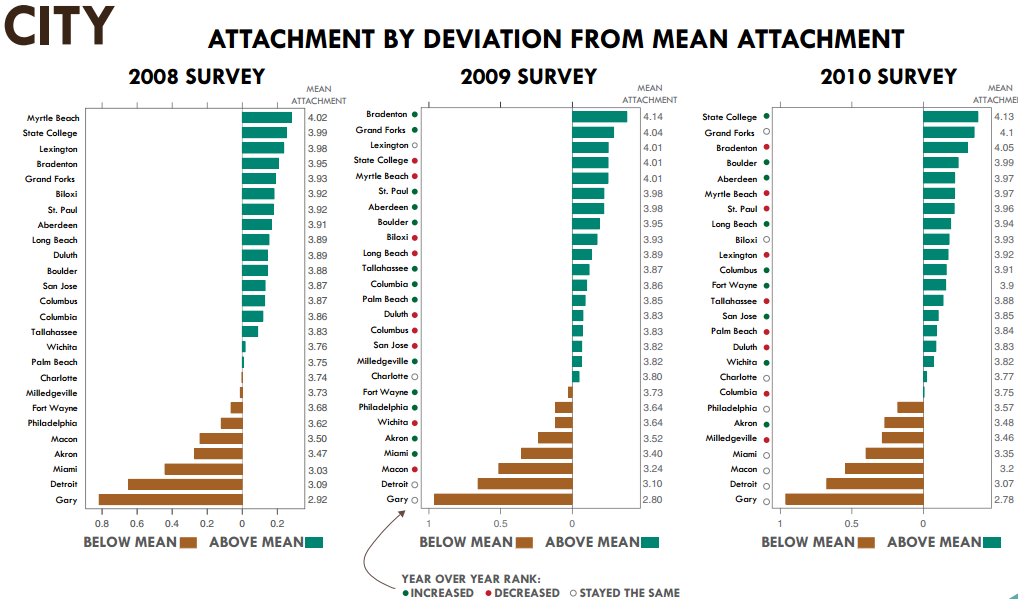 CITY
ATTACHMENT BY DEVIATION FROM MEAN ATTACHMENT
2008 SURVEY
MEAN
ATTACHMENT
Myrtle Beach 4.02
State College 3.99
Lexington 3.98
Bradenton 3.95
Grand Forks 3.93
Biloxi 3.92
St. Paul 3.92
Aberdeen 3.91
Long Beach 3.89
Duluth 3.89
Boulder 3.88
San Jose 3.87
Columbus 3.87
Columbia 3.86
Tallahassee 3.83
Wichita 3.76
Palm Beach 3.75
Charlotte 3.74
Milledgeville 3.73
Fort Wayne 3.68
Philadelphia 3.62
Macon 3.50
Akron 3.47
Miami 3.03
Detroit 3.09
Gary 2.92
0.8 0.6 0.4 0.2 0 0.2
BELOW MEAN ABOVE MEAN
2009 SURVEY
MEAN
ATTACHMENT
Bradenton 4.14
Grand Forks 4.04
Lexington 4.01
State College 4.01
Myrtle Beach 4.01
St. Paul 3.98
Aberdeen 3.98
Boulder 3.95
Biloxi 3.93
Long Beach 3.89
Tallahassee 3.87
Columbia 3.86
Palm Beach 3.85
Duluth 3.83
Columbus 3.83
San Jose 3.82
Milledgeville 3.82
Charlotte 3.80
Fort Wayne 3.73
Philadelphia 3.64
Wichita 3.64
Akron 3.52
Miami 3.40
Macon 3.24
Detroit 3.10
Gary 2.80
1 0.5 0
BELOW MEAN ABOVE MEAN
2010 SURVEY
MEAN
ATTACHME
State College 4.13
Grand Forks 4.1
Bradenton 4.05
Boulder 3.99
Aberdeen 3.97
Myrtle Beach 3.97
St. Paul 3.96
Long Beach 3.94
Biloxi 3.93
Lexington 3.92
Columbus 3.91
Fort Wayne 3.9
Tallahassee 3.88
San Jose 3.85
Palm Beach 3.84
Duluth 3.83
Wichita 3.82
Charlotte 3.77
Columbia 3.75
Philadelphia 3.57
Akron 3.48
Milledgeville 3.46
Miami 3.35
Macon 3.2
Detroit 3.07
Gary 2.78
1 0.5 0
BELOW MEAN ABOVE MEAN
YEAR OVER YEAR RANK:
INCREASED DECREASED STAYED THE SAME